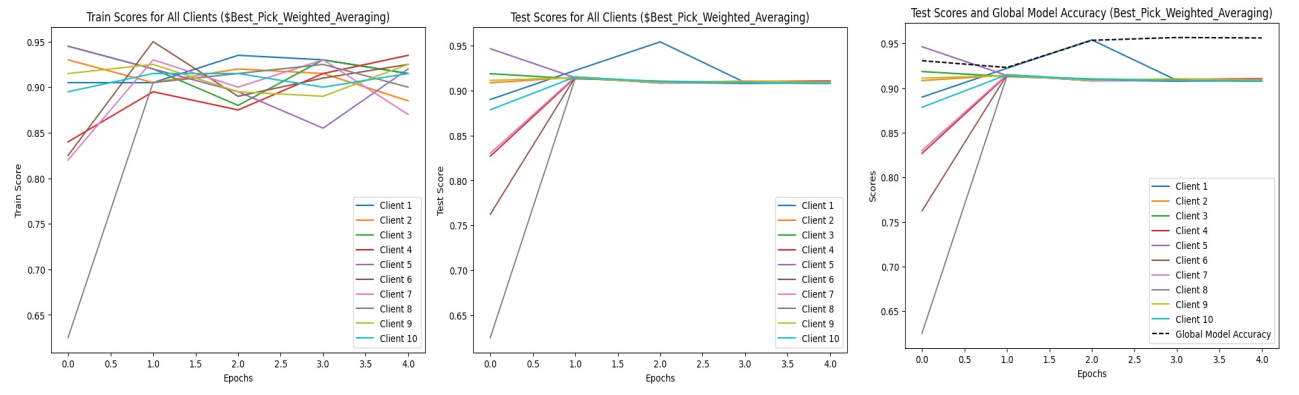 Train Scores for All Clients ($Best_Pick_Weighted_Averaging)
Train Score
0.95
0.90
0.85
0.80
0.75
0.70
0.65
0.0 0.5 1.0 1.5 2.0 2.5 3.0 3.5 4.0
Epochs
Client 1
Client 2
Client 3
Client 4
Client 5
Client 6
Client 7
Client 8
Client 9
Client 10
Test Scores for All Clients ($Best_Pick_Weighted_Averaging)
Test Score
0.95
0.90
0.85
0.80
0.75
0.70
0.65
0.0 0.5 1.0 1.5 2.0 2.5 3.0 3.5 4.0
Epochs
Client 1
Client 2
Client 3
Client 4
Client 5
Client 6
Client 7
Client 8
Client 9
Client 10
Test Scores and Global Model Accuracy (Best_Pick_Weighted_Averaging)
Scores
0.95
0.90
0.85
0.80
0.75
0.70
0.65
0.0 0.5 1.0 1.5 2.0 2.5 3.0 3.5 4.0
Epochs
Client 1
Client 2
Client 3
Client 4
Client 5
Client 6
Client 7
Client 8
Client 9
Client 10
Global Model Accuracy